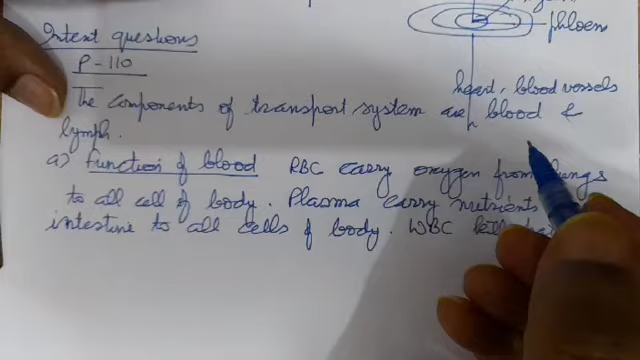 phloem
Intext questions
P-110
heart, blood vessels
The components of transport system are blood &
lymph.
a) Function of blood RBC carry oxygen from lungs
to all cell of body. Plasma carry nutrients
intestine to all cells of body. WBC kill